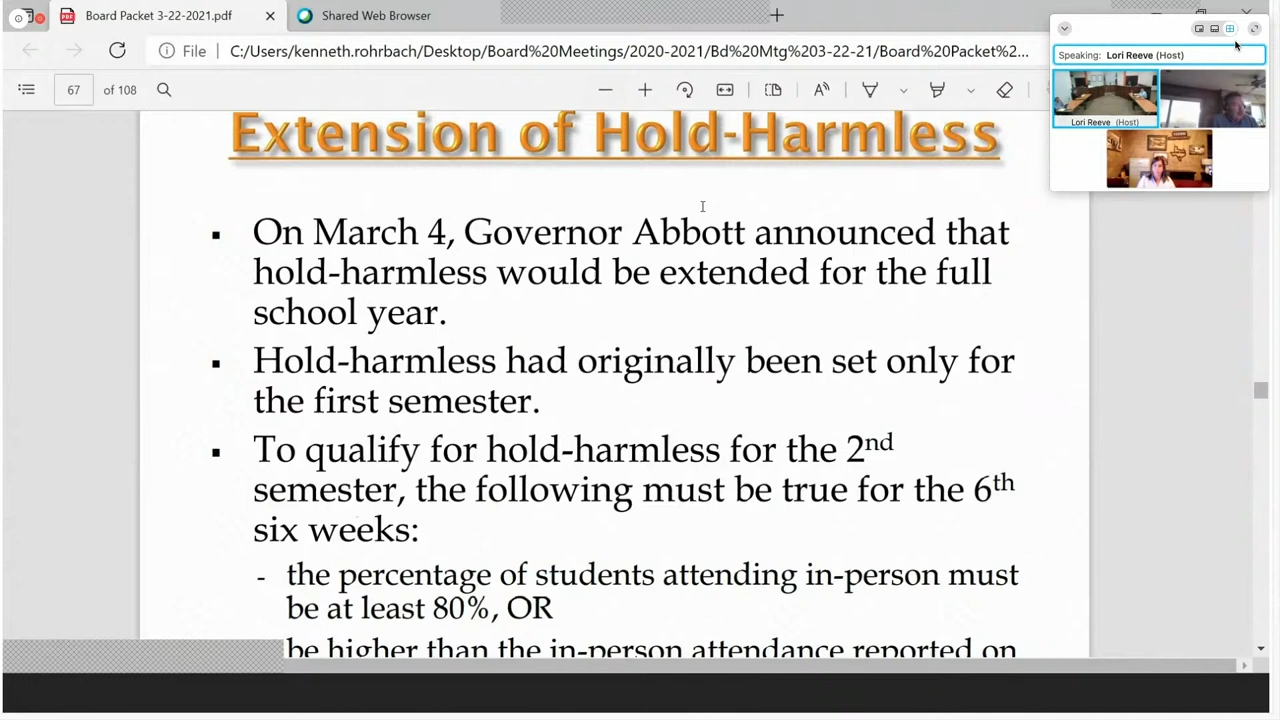 Board Packet 3-22-2021.pdf
Shared Web Browser
File
C:/Users/kenneth.rohrbach/Desktop/Board%20Meetings/2020-2021/Bd%20Mtg%203-22-21/Board%20Packet%2...
67 of 108
Speaking: Lori Reeve (Host)
Lori Reeve (Host)
Extension of Hold-Harmless
▪ On March 4, Governor Abbott announced that
hold-harmless would be extended for the full
school year.
▪ Hold-harmless had originally been set only for
the first semester.
▪ To qualify for hold-harmless for the 2nd
semester, the following must be true for the 6th
six weeks:
- the percentage of students attending in-person must
be at least 80%, OR
be higher than the in-person attendance reported on